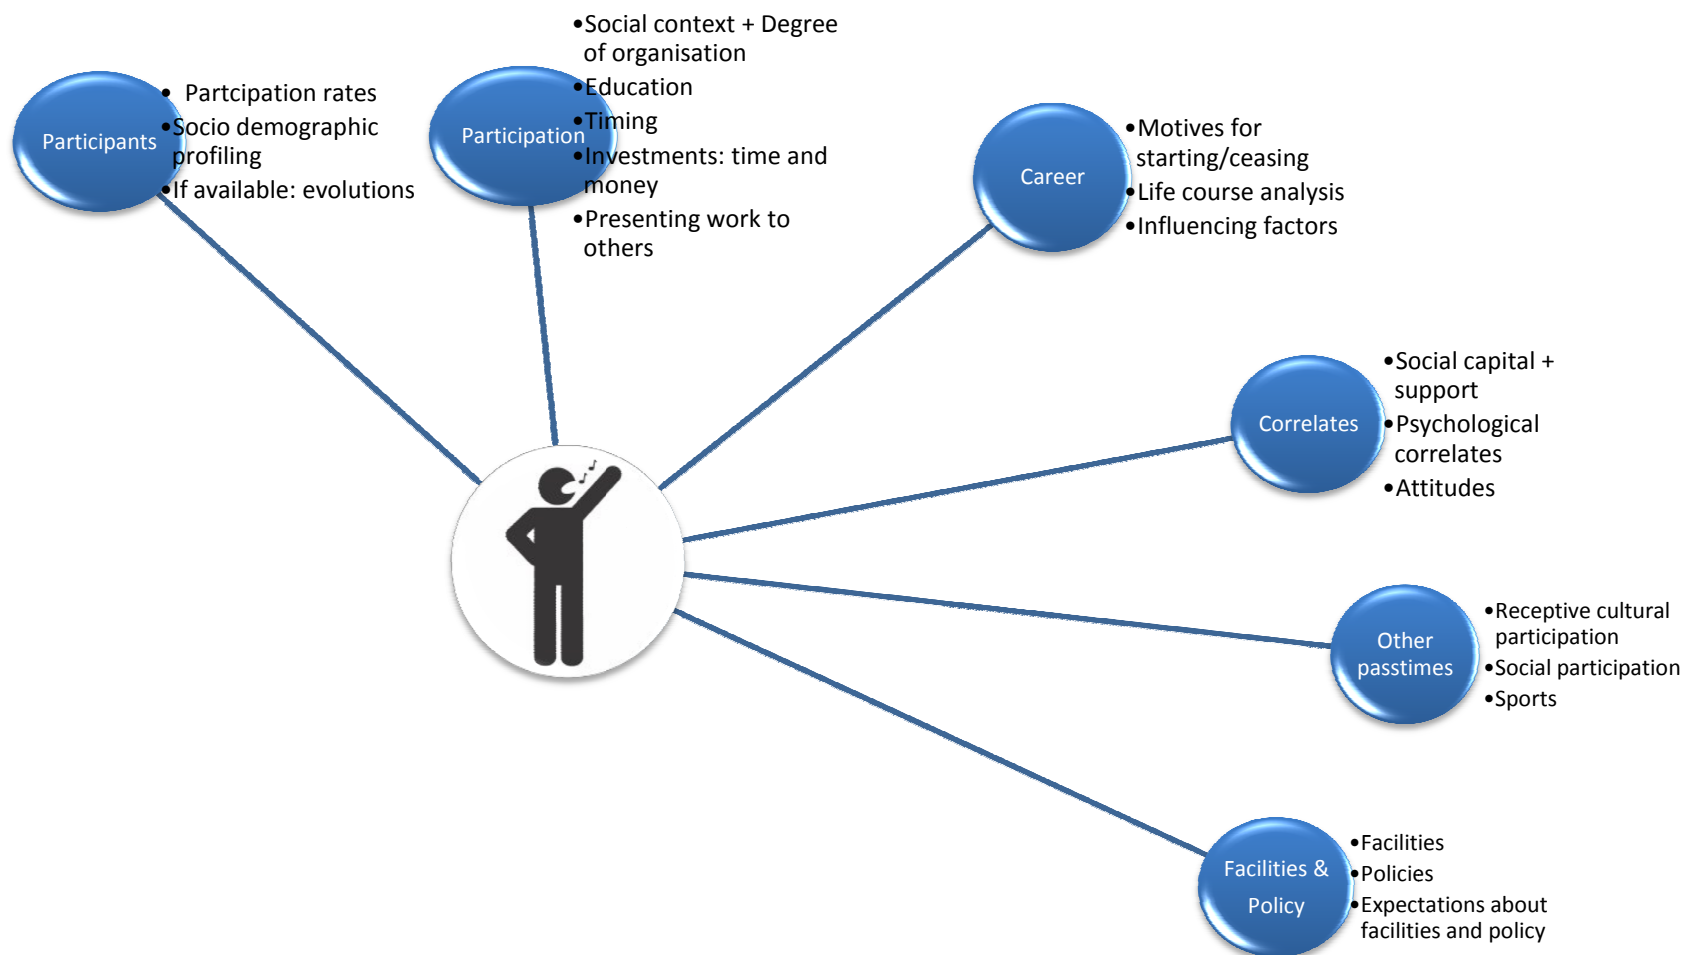 Participants
• Partcipation rates
•Socio demographic
profiling
•If available: evolutions
Participation
•Social context + Degree
of organisation
•Education
•Timing
•Investments: time and
money
•Presenting work to
others
Career
•Motives for
starting/ceasing
•Life course analysis
•Influencing factors
Correlates
•Social capital +
support
•Psychological
correlates
•Attitudes
Other
passtimes
•Receptive cultural
participation
•Social participation
•Sports
Facilities &
Policy
•Facilities
•Policies
•Expectations about
facilities and policy